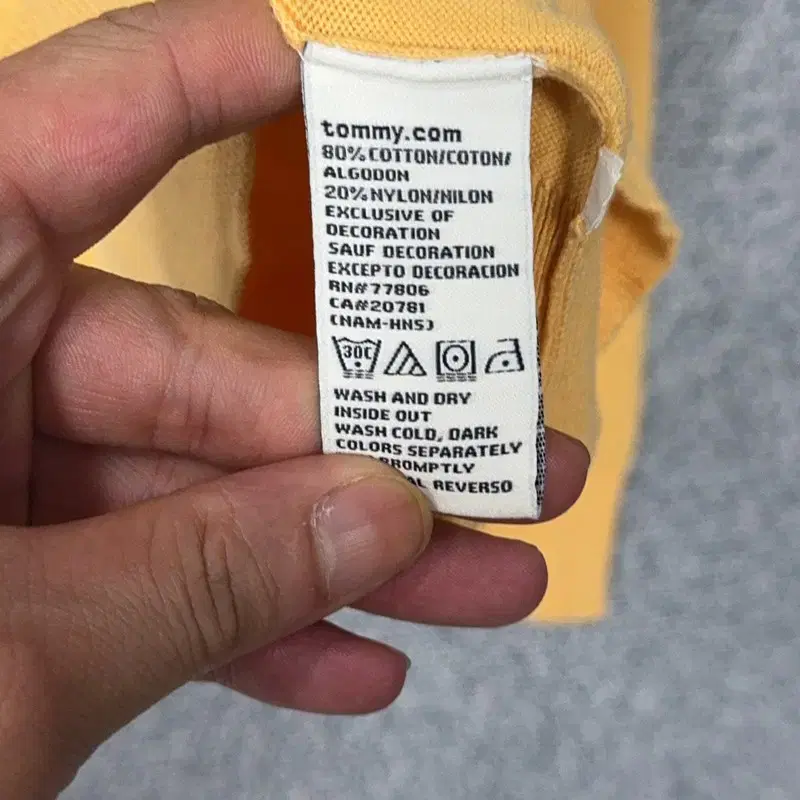 tommy.com
80%COTTON/COTON/
ALGODON
20%NYLON/NILON
EXCLUSIVE OF
DECORATION
SAUF DECORATION
EXCEPTO DECORACION
RN#77806
CA#20781
(NAM-HNS)
30C
WASH AND DRY
INSIDE OUT
WASH COLD, DARK
COLORS SEPARATELY
PROMPTLY
AL REVERSO